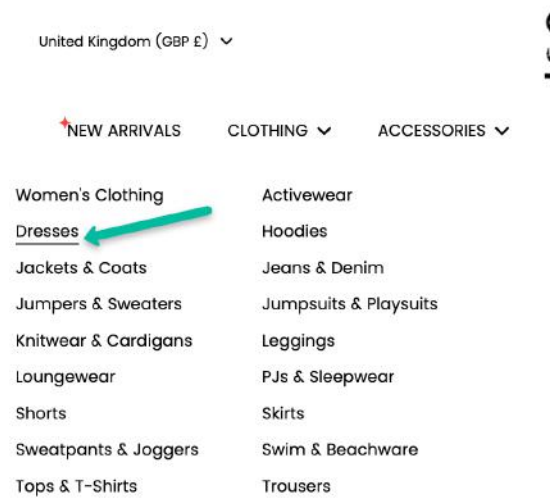 United Kingdom (GBP £)
NEW ARRIVALS CLOTHING ACCESSORIES
Women's Clothing Activewear
Dresses Hoodies
Jackets & Coats Jeans & Denim
Jumpers & Sweaters Jumpsuits & Playsuits
Knitwear & Cardigans Leggings
Loungewear PJs & Sleepwear
Shorts Skirts
Sweatpants & Joggers Swim & Beachware
Tops & T-Shirts Trousers